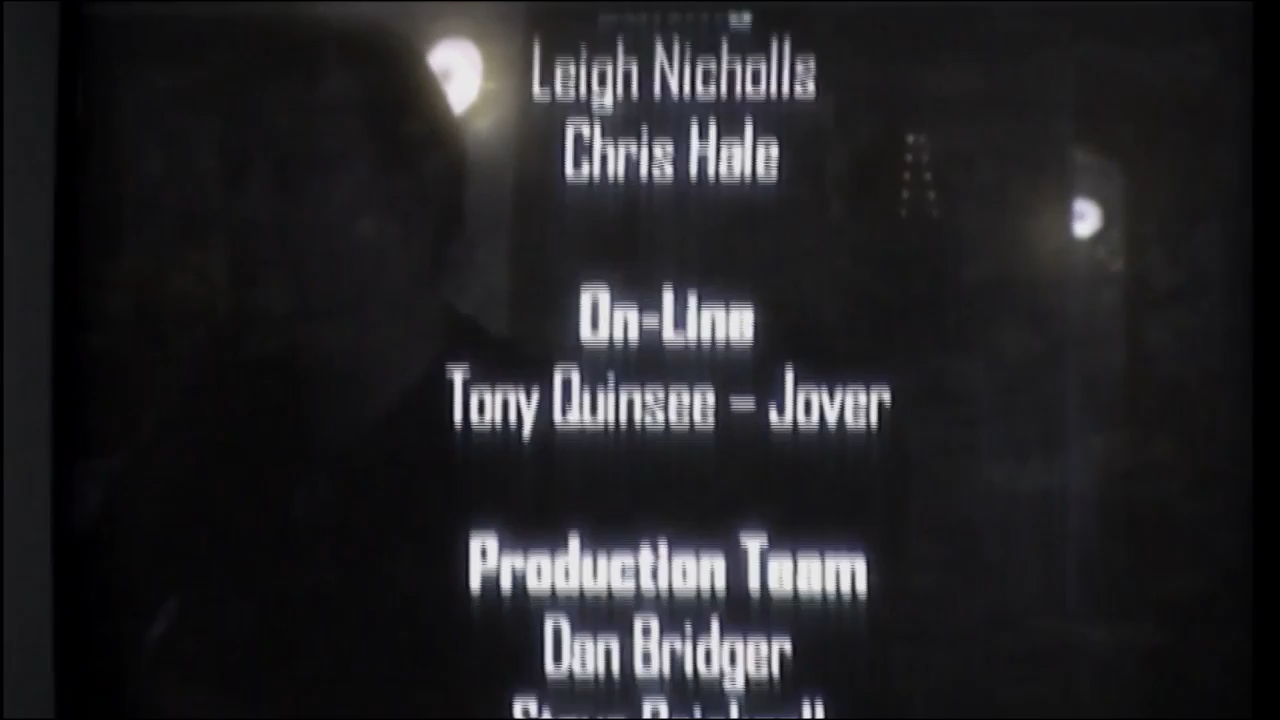 Leigh Nicholls
Chris Hale
On-Line
Tony Quinsee - Jover
Production Team
Dan Bridger